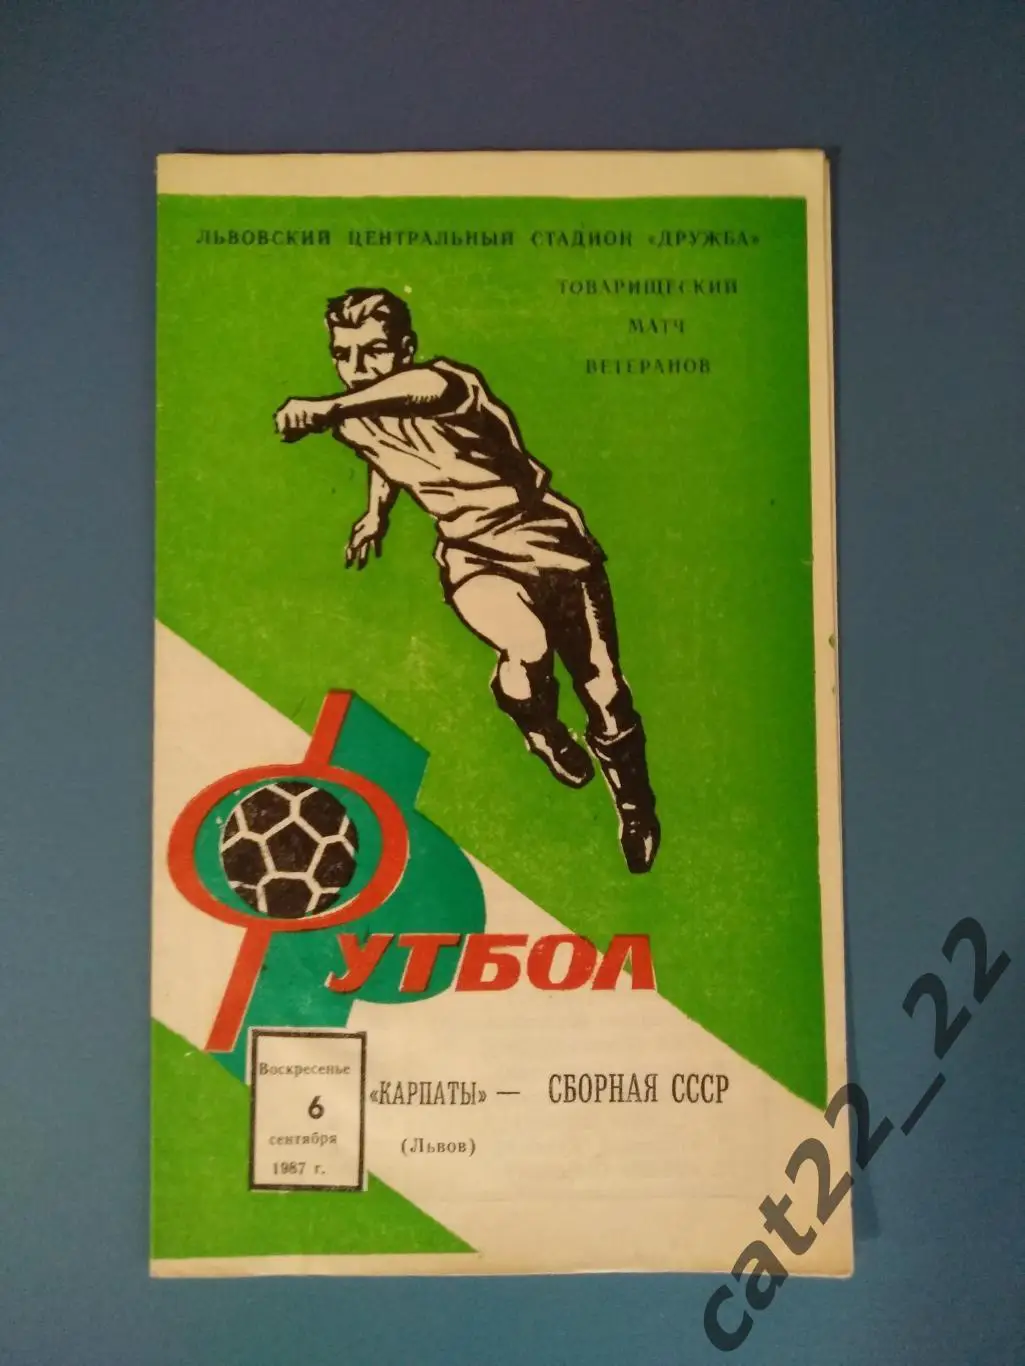 ЛЬВОВСКИЙ ЦЕНТРАЛЬНЫЙ СТАДИОН «ДРУЖБА»
ТОВАРИЩЕСКИЙ
МАТЧ
ВЕТЕРАНОВ
ФУТБОЛ
Воскресенье
6
сентября
1987 г.
«КАРПАТЫ» — СБОРНАЯ СССР
(Львов)
cat22_22